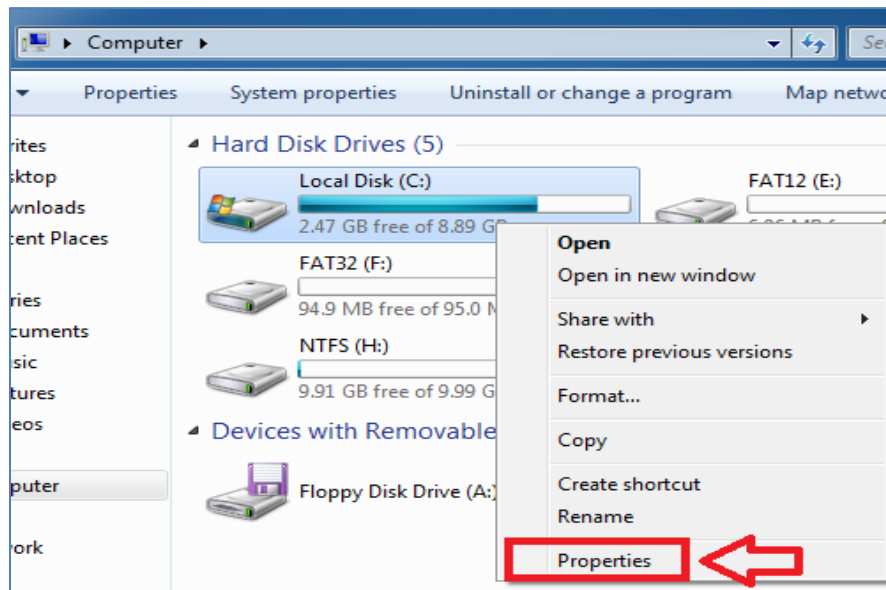 Computer
Properties System properties Uninstall or change a program Map netwo
rites
sktop
wnloads
cent Places
ries
cuments
sic
tures
eos
puter
ork
Hard Disk Drives (5)
Local Disk (C:)
2.47 GB free of 8.89 GB
FAT12 (E:)
FAT32 (F:)
94.9 MB free of 95.0 M
NTFS (H:)
9.91 GB free of 9.99 G
Devices with Removable
Floppy Disk Drive (A:)
Open
Open in new window
Share with
Restore previous versions
Format...
Copy
Create shortcut
Rename
Properties